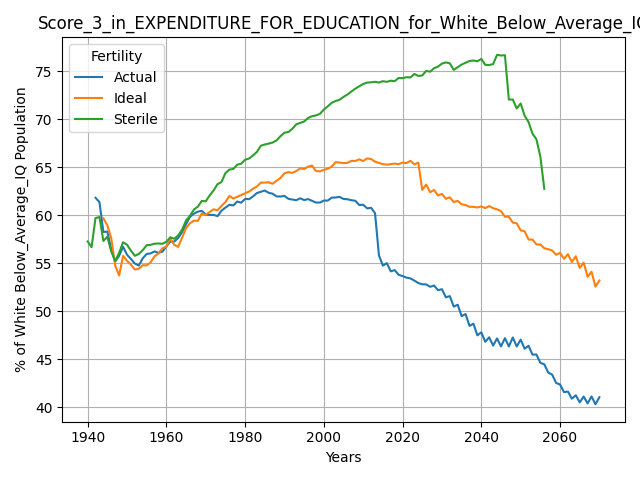 Score_3_in_EXPENDITURE_FOR_EDUCATION_for_White_Below_Average_IQ
Fertility
Actual
Ideal
Sterile
% of White Below_Average_IQ Population
75
70
65
60
55
50
45
40
1940
1960
1980
2000
2020
2040
2060
Years